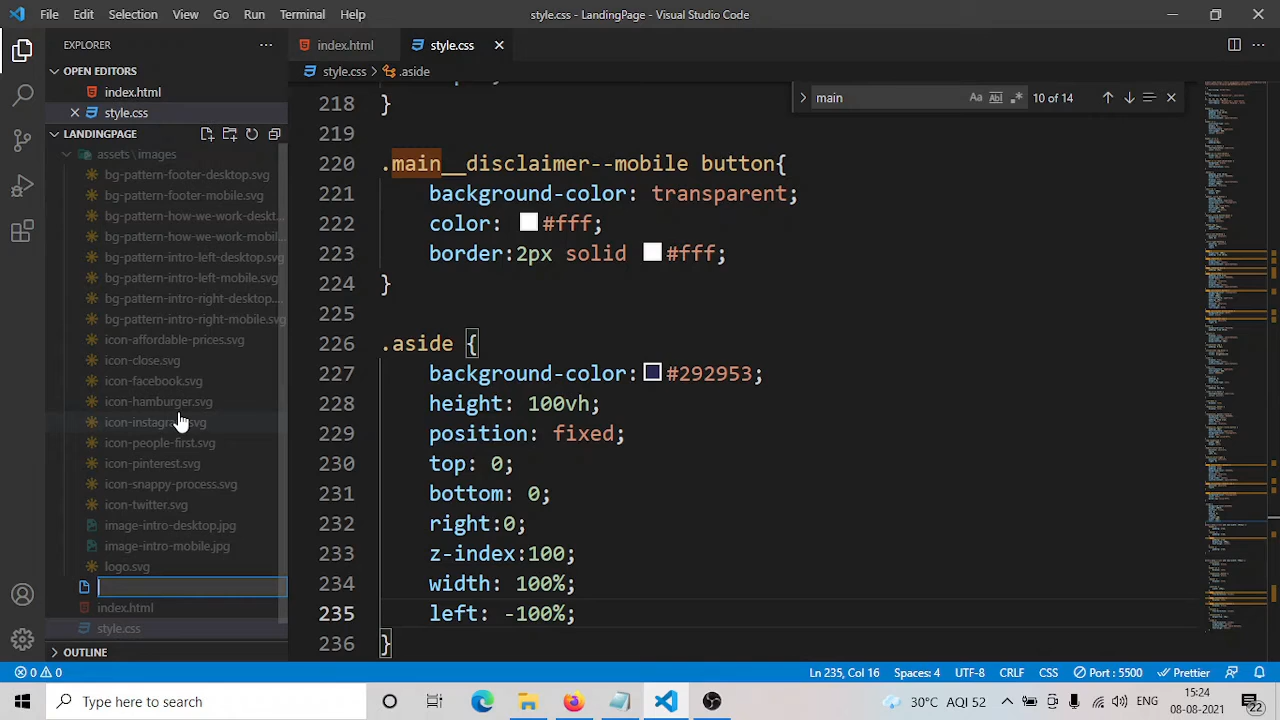 File Edit Selection View Go Run Terminal Help style.css - LandingPage - Visual Studio Code
EXPLORER
index.html
style.css
OPEN EDITORS
style.css > .aside
index.html
style.css
main
8 of 14
LANDINGPAGE
assets \ images
bg-pattern-footer-desktop.svg
bg-pattern-footer-mobile.svg
bg-pattern-how-we-work-deskt...
bg-pattern-how-we-work-mobile...
bg-pattern-intro-left-desktop.svg
bg-pattern-intro-left-mobile.svg
bg-pattern-intro-right-desktop....
bg-pattern-intro-right-mobile.svg
icon-affordable-prices.svg
icon-close.svg
icon-facebook.svg
icon-hamburger.svg
icon-instagram.svg
icon-people-first.svg
icon-pinterest.svg
icon-snappy-process.svg
icon-twitter.svg
image-intro-desktop.jpg
image-intro-mobile.jpg
logo.svg
index.html
style.css
OUTLINE
218 }
219
220 .main__disclaimer--mobile button{
221 background-color: transparent;
222 color: #fff;
223 border:2px solid #fff;
224 }
225
226 .aside {
227 background-color: #292953;
228 height: 100vh;
229 position: fixed;
230 top: 0;
231 bottom: 0;
232 right:
233 z-index:100;
234 width: 100%;
235 left: 100%;
236 }
0 0
Ln 235, Col 16 Spaces: 4 UTF-8 CRLF CSS Port : 5500 Prettier
Type here to search
30°C AQI 52
15:24
08-08-2021
22